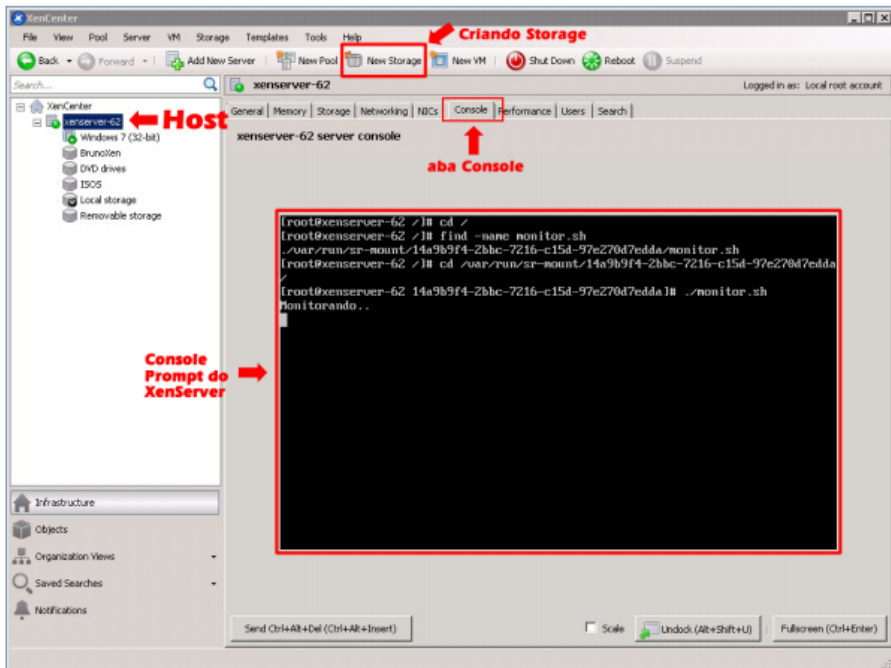 XenCenter
File View Pool Server VM Storage Templates Tools Help
Criando Storage
Back Forward Add New Server New Pool New Storage New VM Shut Down Reboot Suspend
Search...
xenserver-62
Logged in as: Local root account
XenCenter
xenserver-62
Host
Windows 7 (32-bit)
BrunoXen
DVD drives
ISOS
Local storage
Removable storage
General Memory Storage Networking NICs Console Performance Users Search
xenserver-62 server console
aba Console
[root@xenserver-62 /]# cd /
[root@xenserver-62 /]# find -name monitor.sh
./var/run/sr-mount/14a9b9f4-2bbc-7216-c15d-97e270d7edda/monitor.sh
[root@xenserver-62 /]# cd /var/run/sr-mount/14a9b9f4-2bbc-7216-c15d-97e270d7edda
/
[root@xenserver-62 14a9b9f4-2bbc-7216-c15d-97e270d7edda]# ./monitor.sh
Monitorando..
Console
Prompt do
XenServer
Infrastructure
Objects
Organization Views
Saved Searches
Notifications
Send Ctrl+Alt+Del (Ctrl+Alt+Insert)
Scale
Undock (Alt+Shift+U)
Fullscreen (Ctrl+Enter)